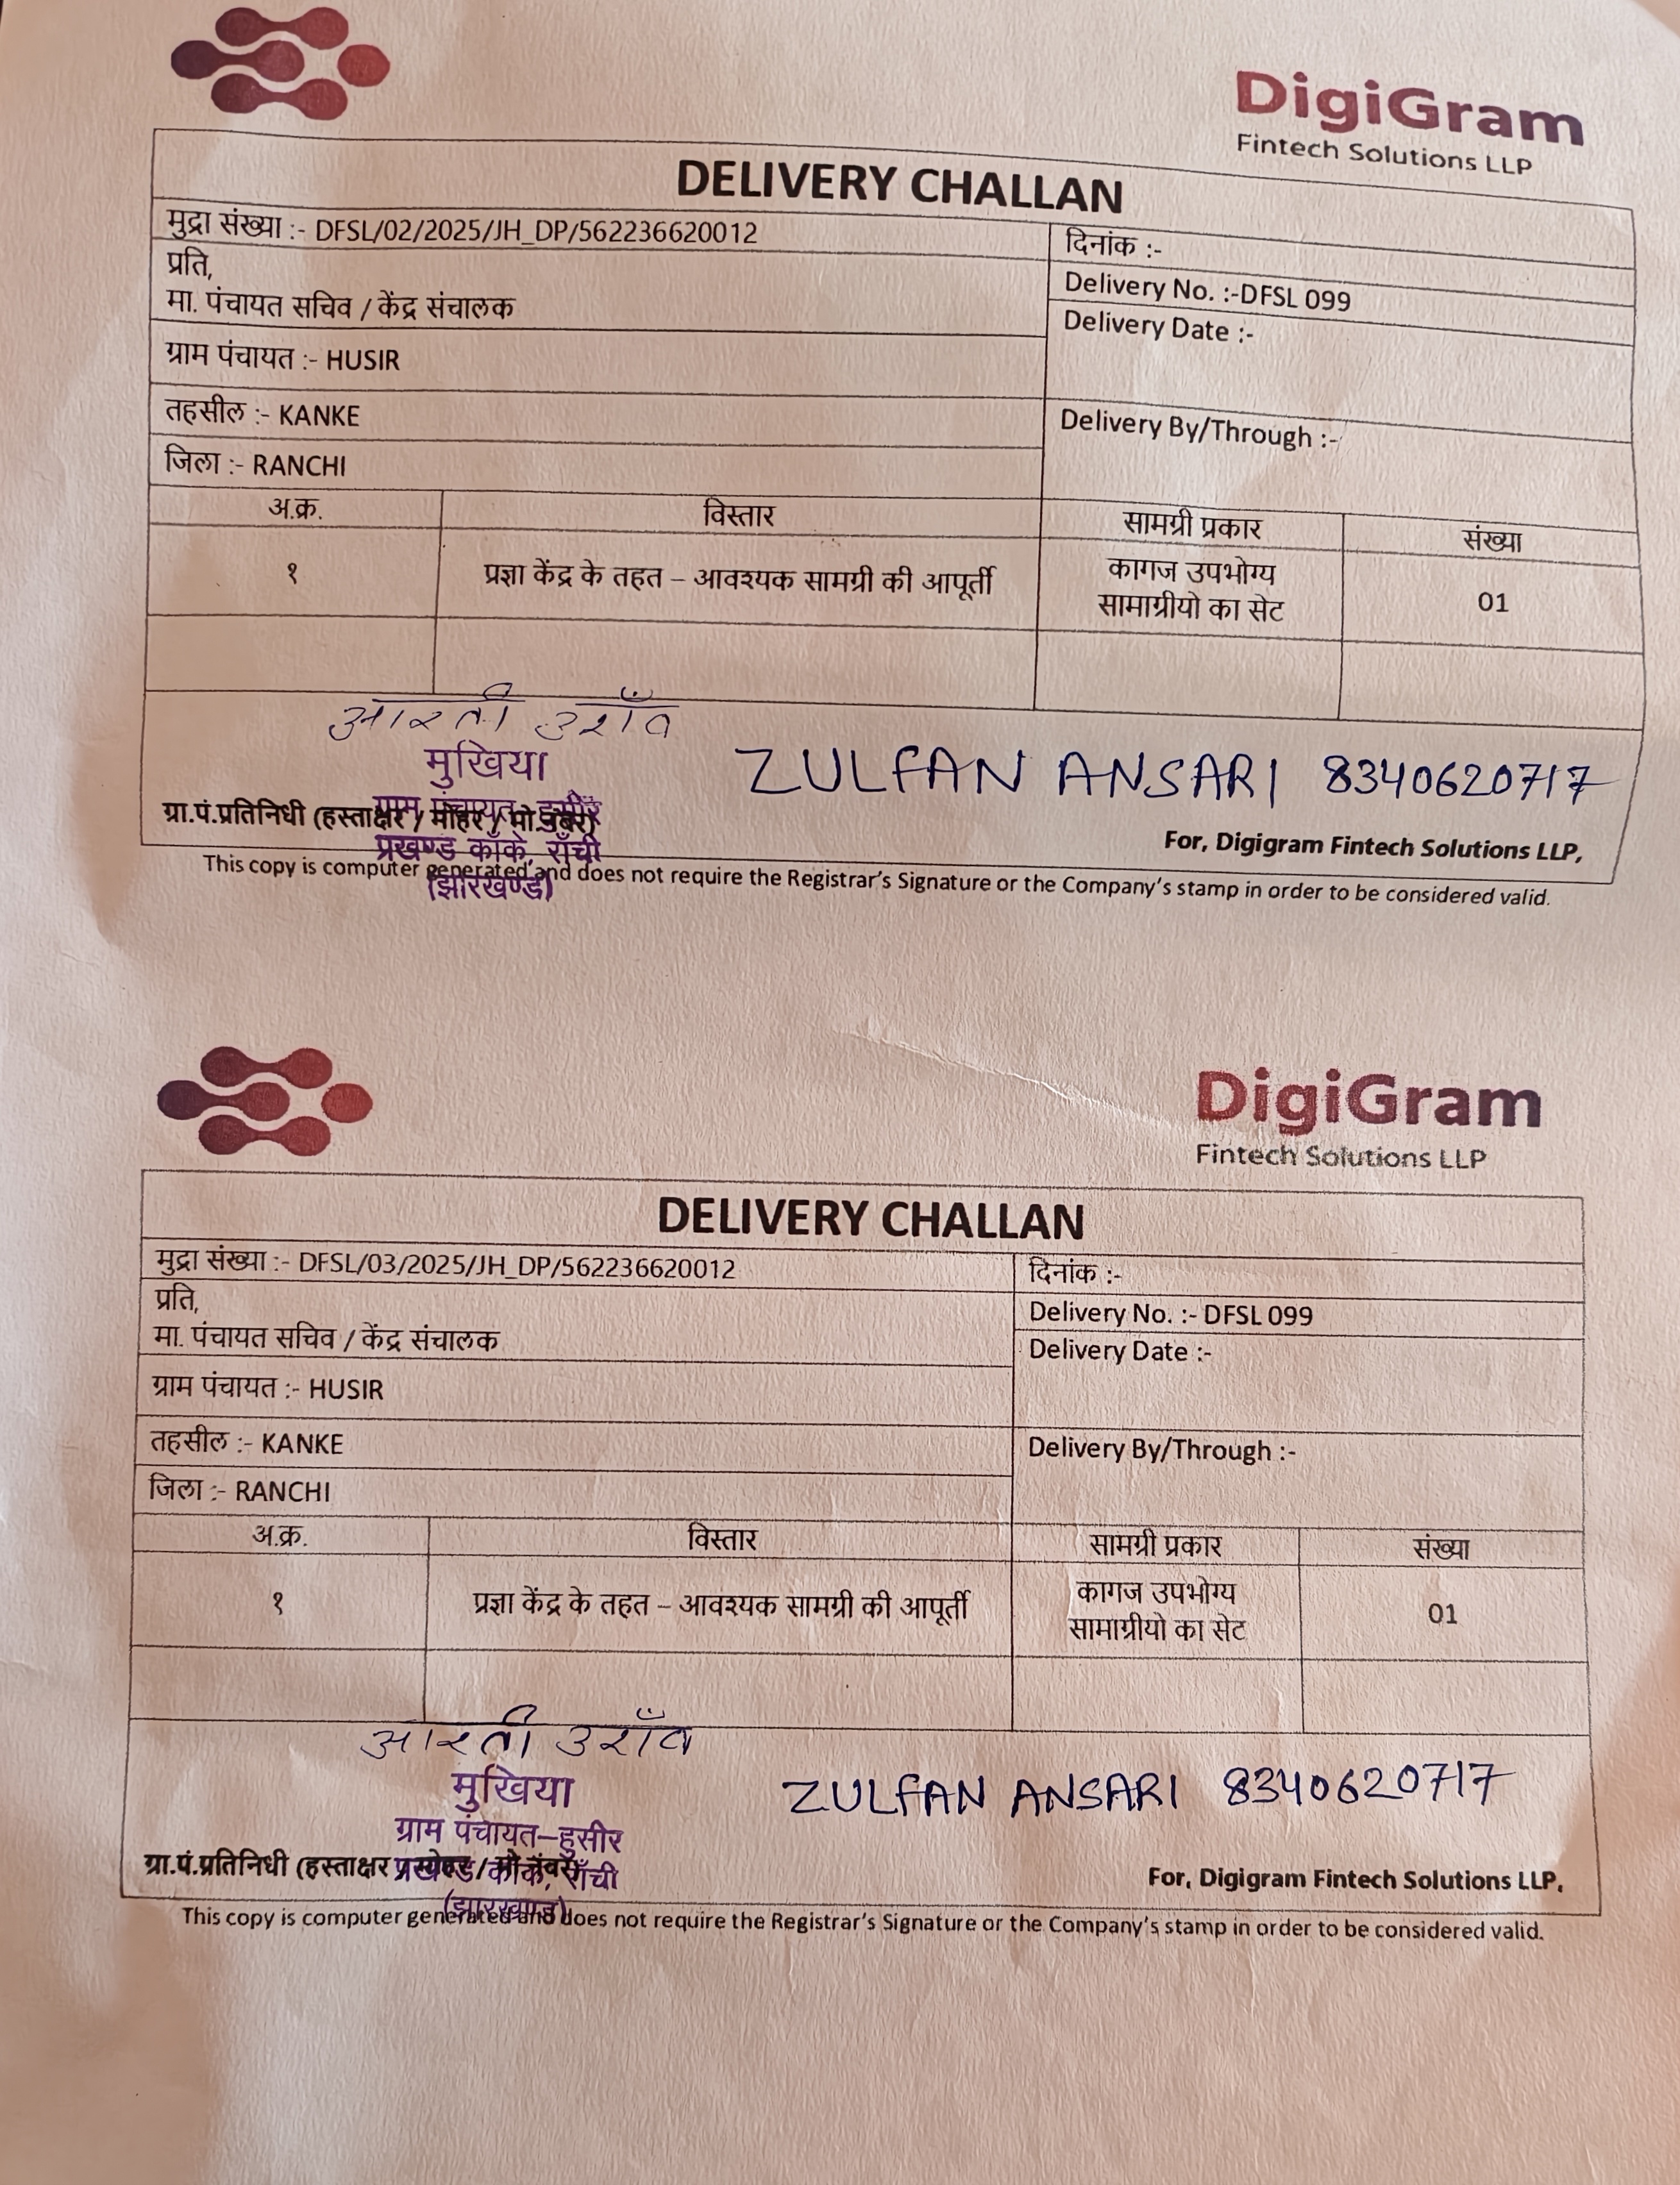 DigiGram
Fintech Solutions LLP
DELIVERY CHALLAN
मुद्रा संख्या :- DFSL/02/2025/JH_DP/562236620012
दिनांक :-
प्रति,
मा. पंचायत सचिव / केंद्र संचालक
Delivery No. :-DFSL 099
Delivery Date :-
ग्राम पंचायत :- HUSIR
तहसील :- KANKE
Delivery By/Through :-
जिला :- RANCHI
अ.क्र. विस्तार सामग्री प्रकार संख्या
१ प्रज्ञा केंद्र के तहत – आवश्यक सामग्री की आपूर्ती कागज उपभोग्य सामाग्रीयो का सेट 01
आरती उराँव
मुखिया
ZULFAN ANSARI 8340620717
ग्राम पंचायत–हुसीर
ग्रा.पं.प्रतिनिधी (हस्ताक्षर / मोहर / मो.नंबर)
प्रखण्ड काँके, राँची
(झारखण्ड)
For, Digigram Fintech Solutions LLP,
This copy is computer generated and does not require the Registrar's Signature or the Company's stamp in order to be considered valid.
DigiGram
Fintech Solutions LLP
DELIVERY CHALLAN
मुद्रा संख्या :- DFSL/03/2025/JH_DP/562236620012
दिनांक :-
प्रति,
मा. पंचायत सचिव / केंद्र संचालक
Delivery No. :- DFSL 099
Delivery Date :-
ग्राम पंचायत :- HUSIR
तहसील :- KANKE
Delivery By/Through :-
जिला :- RANCHI
अ.क्र. विस्तार सामग्री प्रकार संख्या
१ प्रज्ञा केंद्र के तहत – आवश्यक सामग्री की आपूर्ती कागज उपभोग्य सामाग्रीयो का सेट 01
आरती उराँव
मुखिया
ZULFAN ANSARI 8340620717
ग्राम पंचायत–हुसीर
ग्रा.पं.प्रतिनिधी (हस्ताक्षर / मोहर / मो.नंबर)
प्रखण्ड काँके, राँची
(झारखण्ड)
For, Digigram Fintech Solutions LLP,
This copy is computer generated and does not require the Registrar's Signature or the Company's stamp in order to be considered valid.